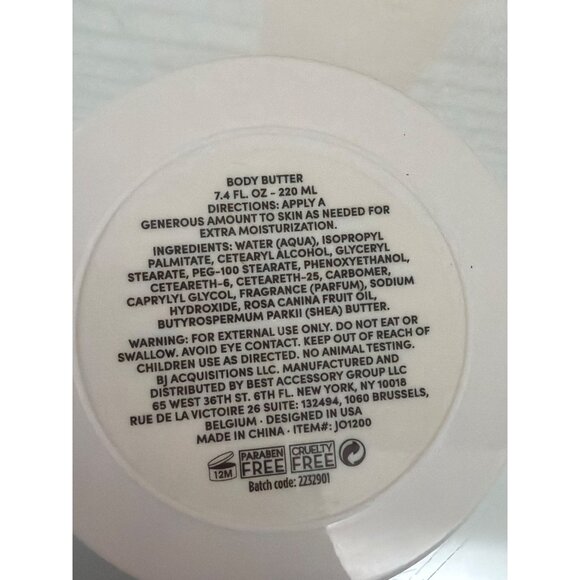 BODY BUTTER
7.4 FL. OZ - 220 ML
DIRECTIONS: APPLY A
GENEROUS AMOUNT TO SKIN AS NEEDED FOR
EXTRA MOISTURIZATION.
INGREDIENTS: WATER (AQUA), ISOPROPYL
PALMITATE, CETEARYL ALCOHOL, GLYCERYL
STEARATE, PEG-100 STEARATE, PHENOXYETHANOL,
CETEARETH-6, CETEARETH-25, CARBOMER,
CAPRYLYL GLYCOL, FRAGRANCE (PARFUM), SODIUM
HYDROXIDE, ROSA CANINA FRUIT OIL,
BUTYROSPERMUM PARKII (SHEA) BUTTER.
WARNING: FOR EXTERNAL USE ONLY. DO NOT EAT OR
SWALLOW. AVOID EYE CONTACT. KEEP OUT OF REACH OF
CHILDREN USE AS DIRECTED. NO ANIMAL TESTING.
BJ ACQUISITIONS LLC. MANUFACTURED AND
DISTRIBUTED BY BEST ACCESSORY GROUP LLC
65 WEST 36TH ST. 6TH FL. NEW YORK, NY 10018
RUE DE LA VICTOIRE 26 SUITE: 132494, 1060 BRUSSELS,
BELGIUM - DESIGNED IN USA
MADE IN CHINA - ITEM#: JO1200
12M PARABEN FREE CRUELTY FREE
Batch code: 2232901